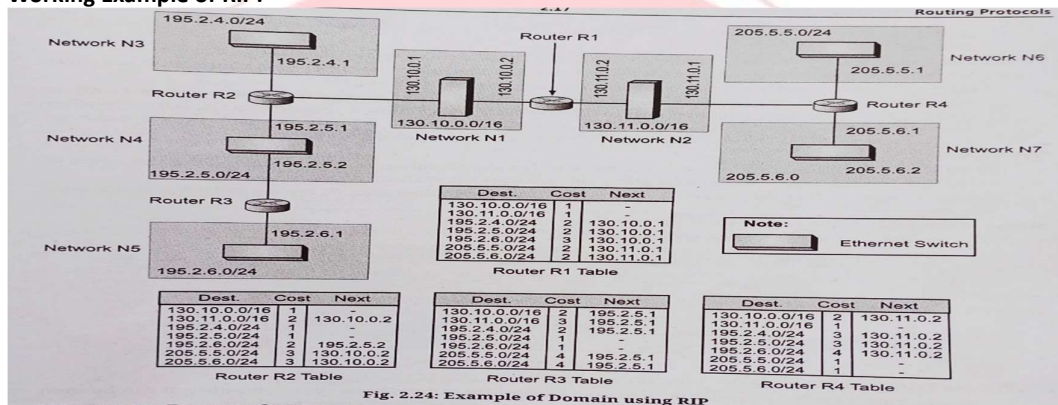 Working Example of RIP:
2.17
Routing Protocols
195.2.4.0/24
Network N3
195.2.4.1
Router R2
130.10.0.1
130.10.0.2
130.10.0.0/16
Network N1
Router R1
130.11.0.2
130.11.0.1
130.11.0.0/16
Network N2
205.5.5.0/24
Network N6
205.5.5.1
Router R4
205.5.6.1
Network N7
205.5.6.2
205.5.6.0
195.2.5.1
Network N4
195.2.5.2
195.2.5.0/24
Router R3
195.2.6.1
Network N5
195.2.6.0/24
Dest. Cost Next
130.10.0.0/16 1 -
130.11.0.0/16 1 -
195.2.4.0/24 2 130.10.0.1
195.2.5.0/24 2 130.10.0.1
195.2.6.0/24 3 130.10.0.1
205.5.5.0/24 2 130.11.0.1
205.5.6.0/24 2 130.11.0.1
Router R1 Table
Note:
Ethernet Switch
Dest. Cost Next
130.10.0.0/16 1 -
130.11.0.0/16 2 130.10.0.2
195.2.4.0/24 1 -
195.2.5.0/24 1 -
195.2.6.0/24 2 195.2.5.2
205.5.5.0/24 3 130.10.0.2
205.5.6.0/24 3 130.10.0.2
Router R2 Table
Dest. Cost Next
130.10.0.0/16 2 195.2.5.1
130.11.0.0/16 3 195.2.5.1
195.2.4.0/24 2 195.2.5.1
195.2.5.0/24 1 -
195.2.6.0/24 1 -
205.5.5.0/24 4 195.2.5.1
205.5.6.0/24 4 195.2.5.1
Router R3 Table
Dest. Cost Next
130.10.0.0/16 2 130.11.0.2
130.11.0.0/16 1 -
195.2.4.0/24 3 130.11.0.2
195.2.5.0/24 3 130.11.0.2
195.2.6.0/24 4 130.11.0.2
205.5.5.0/24 1 -
205.5.6.0/24 1 -
Router R4 Table
Fig. 2.24: Example of Domain using RIP